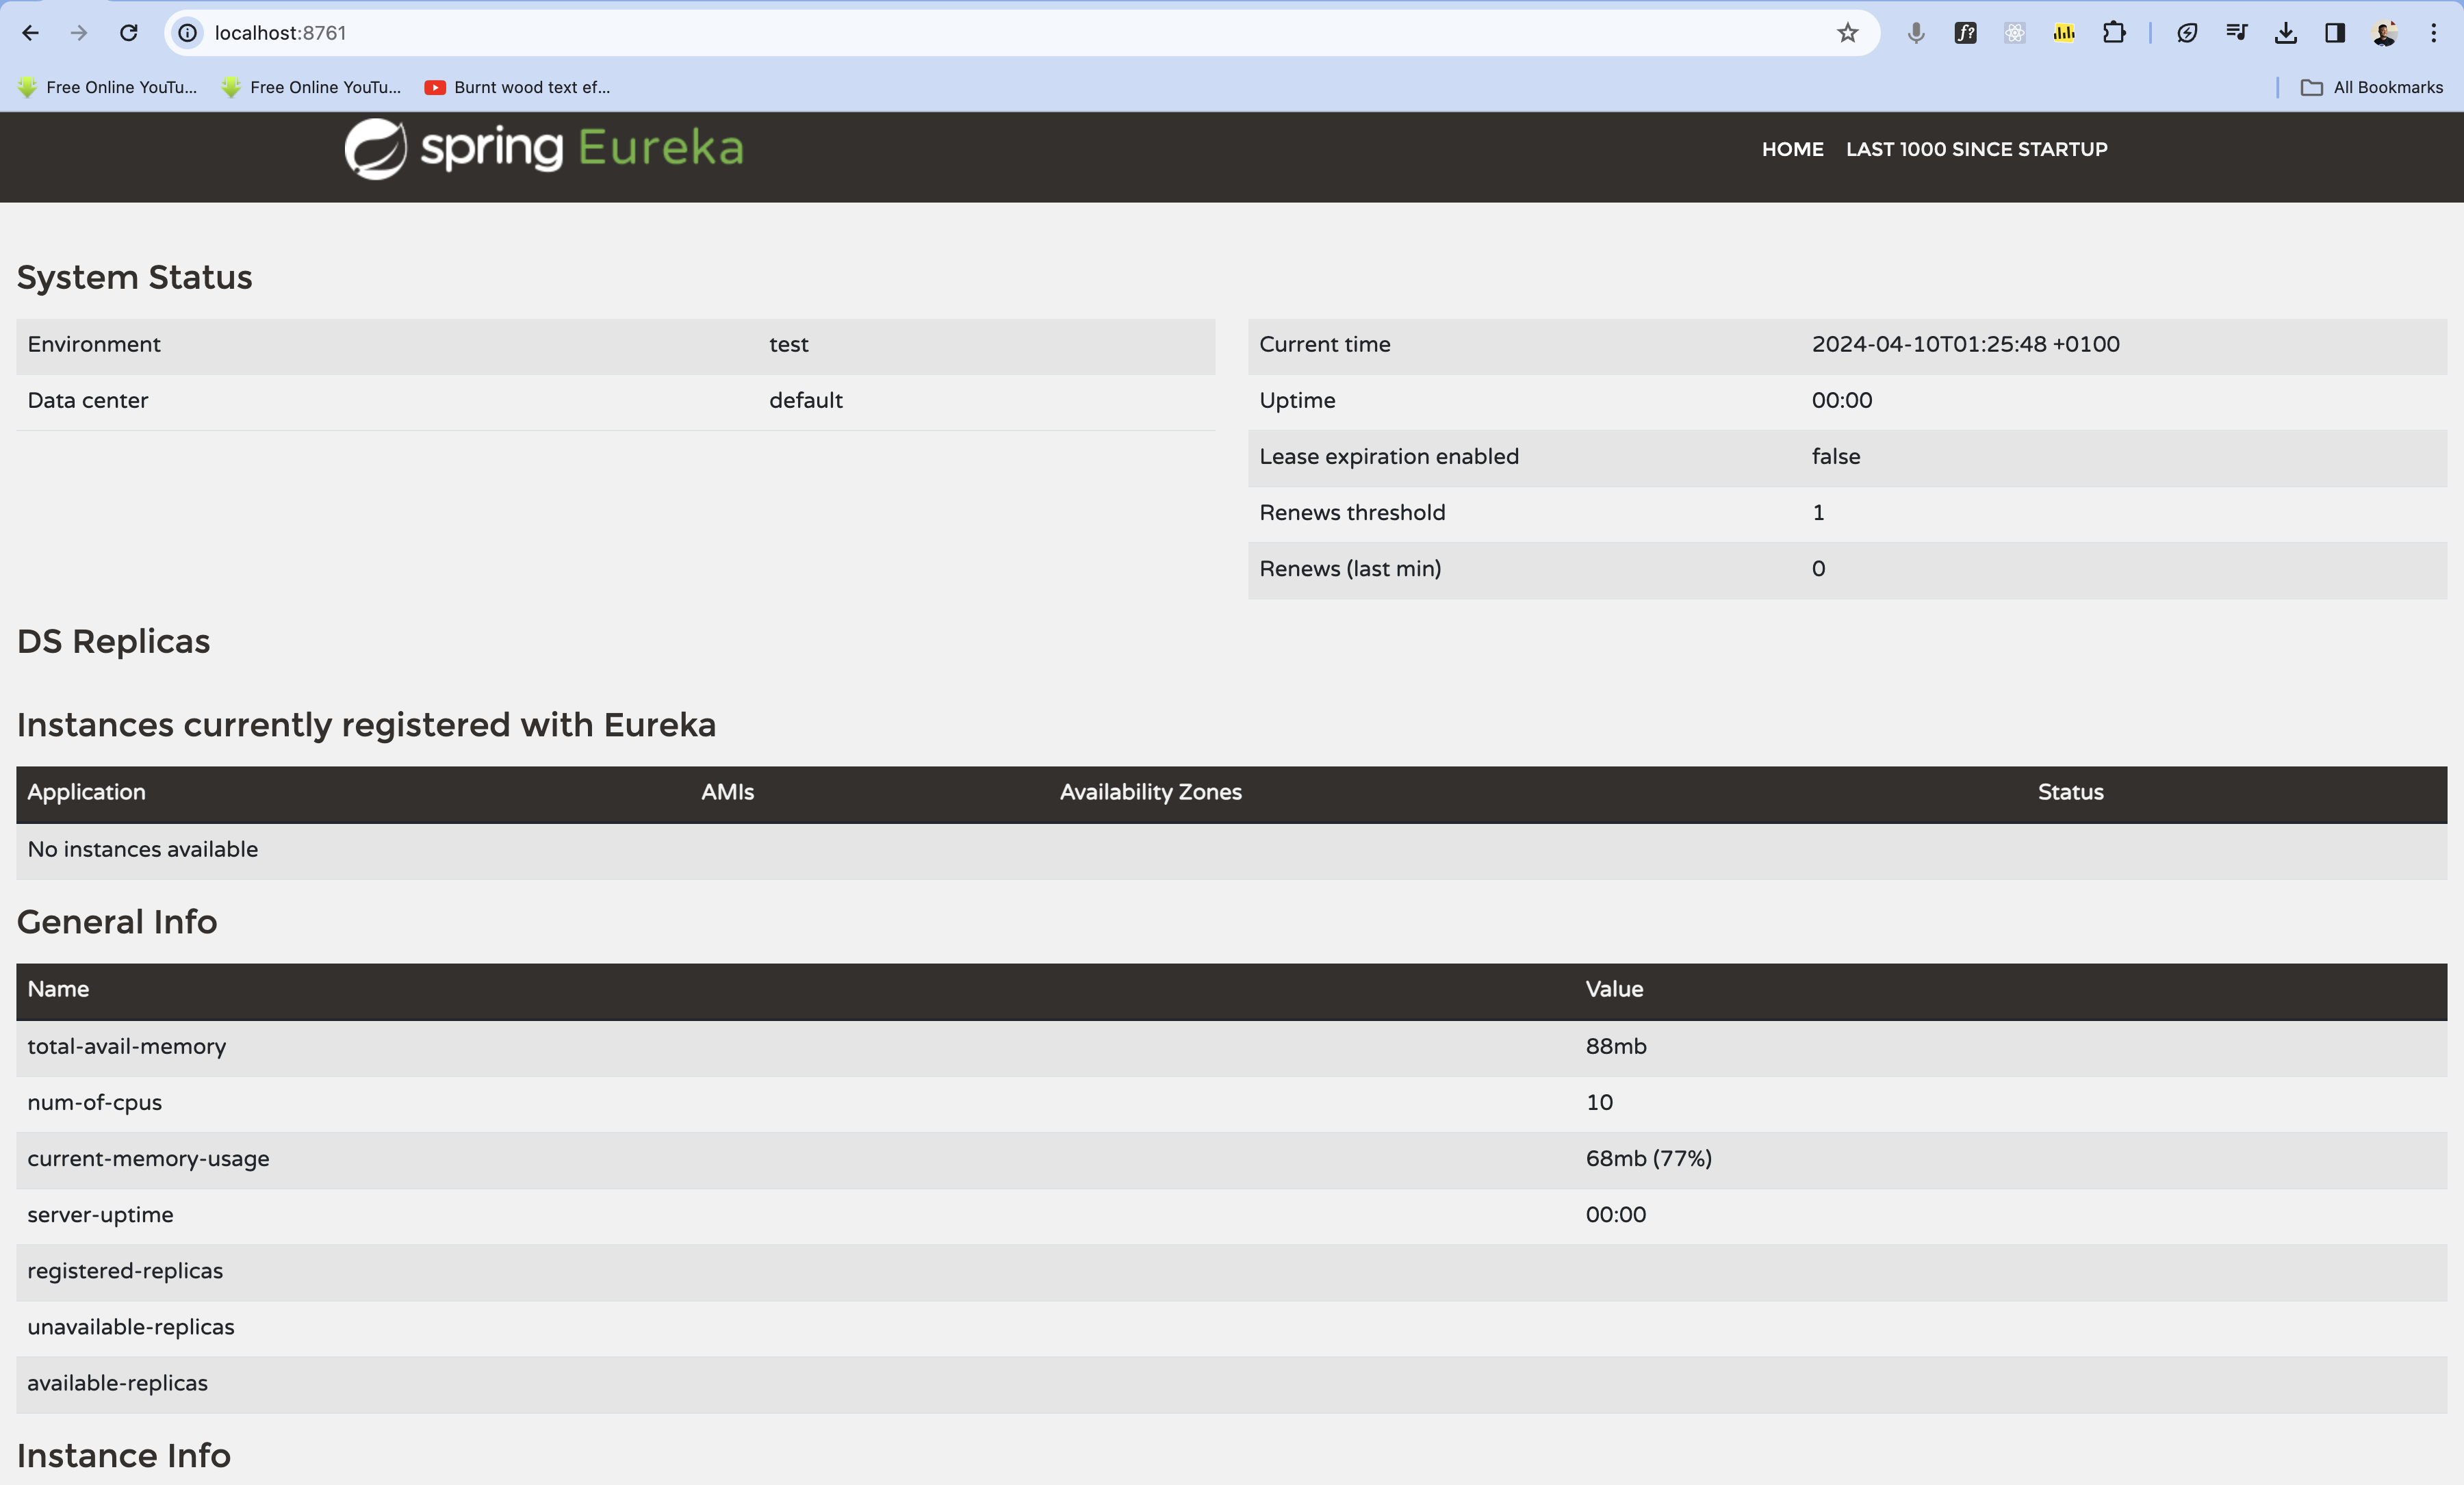 localhost:8761
Free Online YouTu... Free Online YouTu... Burnt wood text ef... All Bookmarks
spring Eureka HOME LAST 1000 SINCE STARTUP
System Status
Environment test
Data center default
Current time 2024-04-10T01:25:48 +0100
Uptime 00:00
Lease expiration enabled false
Renews threshold 1
Renews (last min) 0
DS Replicas
Instances currently registered with Eureka
Application AMIs Availability Zones Status
No instances available
General Info
Name Value
total-avail-memory 88mb
num-of-cpus 10
current-memory-usage 68mb (77%)
server-uptime 00:00
registered-replicas
unavailable-replicas
available-replicas
Instance Info